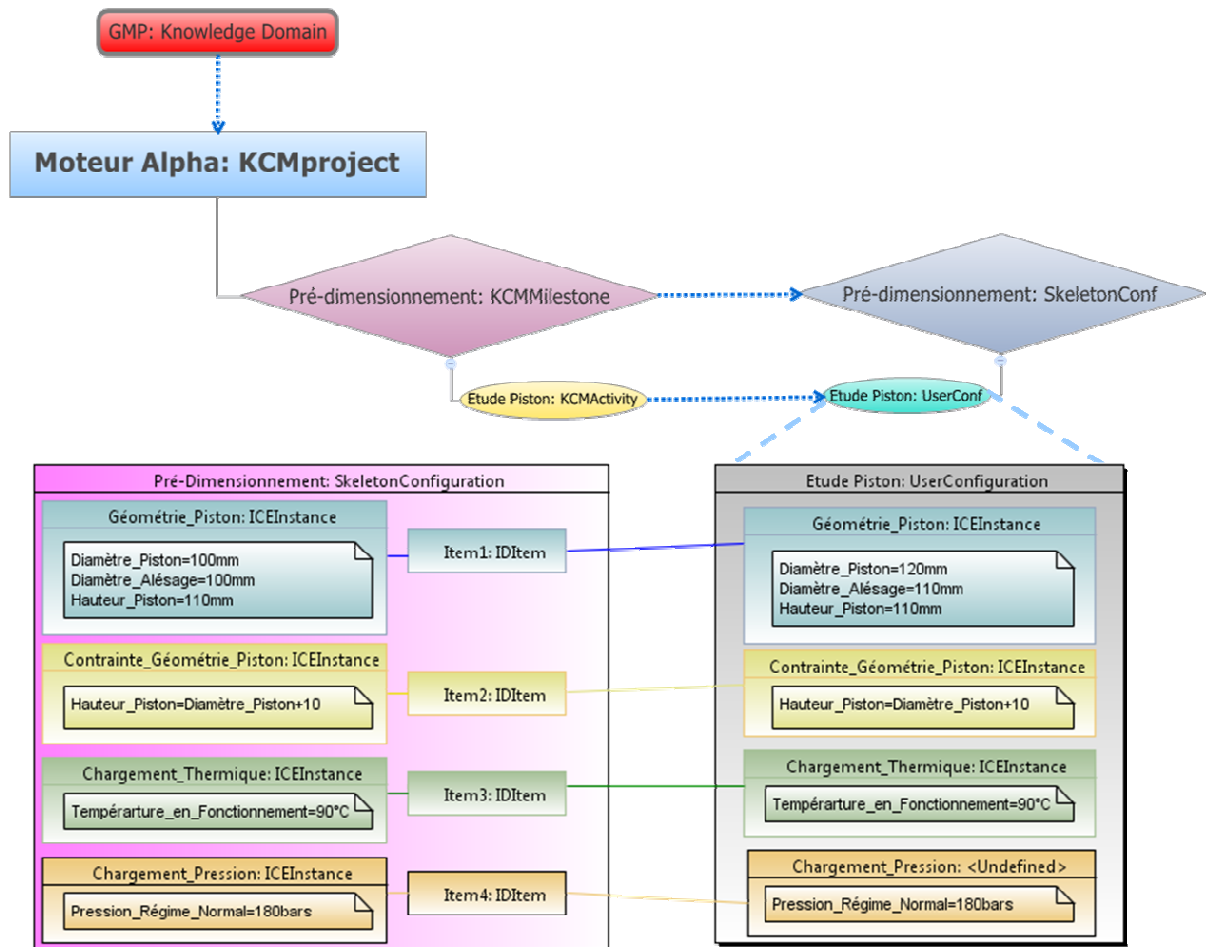 GMP: Knowledge Domain
Moteur Alpha: KCMproject
Pré-dimensionnement: KCMMilestone
Pré-dimensionnement: SkeletonConf
Etude Piston: KCMActivity
Etude Piston: UserConf
Pré-Dimensionnement: SkeletonConfiguration
Géométrie_Piston: ICEInstance
Diamètre_Piston=100mm
Diamètre_Alésage=100mm
Hauteur_Piston=110mm
Item1: IDItem
Contrainte_Géométrie_Piston: ICEInstance
Hauteur_Piston=Diamètre_Piston+10
Item2: IDItem
Chargement_Thermique: ICEInstance
Tempérarture_en_Fonctionnement=90°C
Item3: IDItem
Chargement_Pression: ICEInstance
Pression_Régime_Normal=180bars
Item4: IDItem
Etude Piston: UserConfiguration
Géométrie_Piston: ICEInstance
Diamètre_Piston=120mm
Diamètre_Alésage=110mm
Hauteur_Piston=110mm
Contrainte_Géométrie_Piston: ICEInstance
Hauteur_Piston=Diamètre_Piston+10
Chargement_Thermique: ICEInstance
Tempérarture_en_Fonctionnement=90°C
Chargement_Pression: <Undefined>
Pression_Régime_Normal=180bars